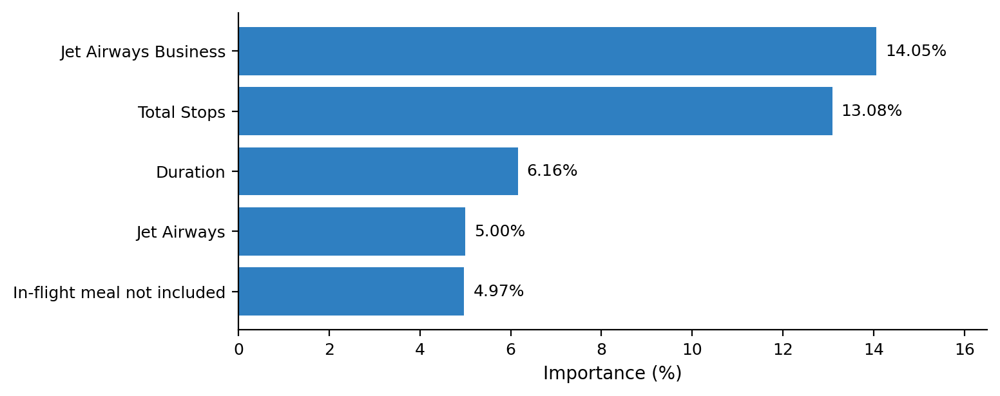 Jet Airways Business 14.05%
Total Stops 13.08%
Duration 6.16%
Jet Airways 5.00%
In-flight meal not included 4.97%
0 2 4 6 8 10 12 14 16
Importance (%)